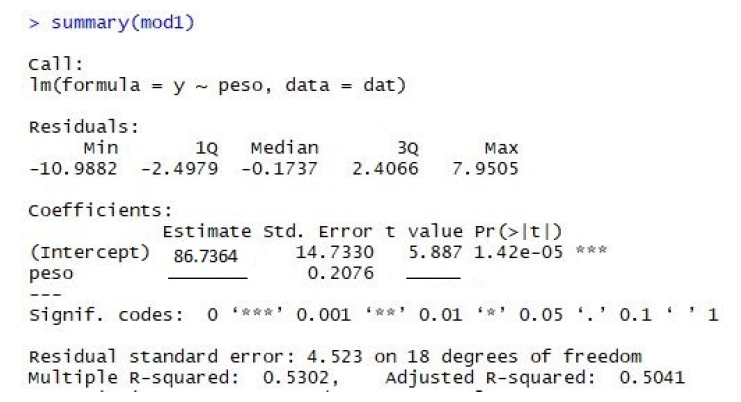 > summary(mod1)
Call:
lm(formula = y ~ peso, data = dat)
Residuals:
Min 1Q Median 3Q Max
-10.9882 -2.4979 -0.1737 2.4066 7.9505
Coefficients:
Estimate Std. Error t value Pr(>|t|)
(Intercept) 86.7364 14.7330 5.887 1.42e-05 ***
peso ________ 0.2076 ______
---
Signif. codes: 0 ‘***’ 0.001 ‘**’ 0.01 ‘*’ 0.05 ‘.’ 0.1 ‘ ’ 1
Residual standard error: 4.523 on 18 degrees of freedom
Multiple R-squared: 0.5302, Adjusted R-squared: 0.5041